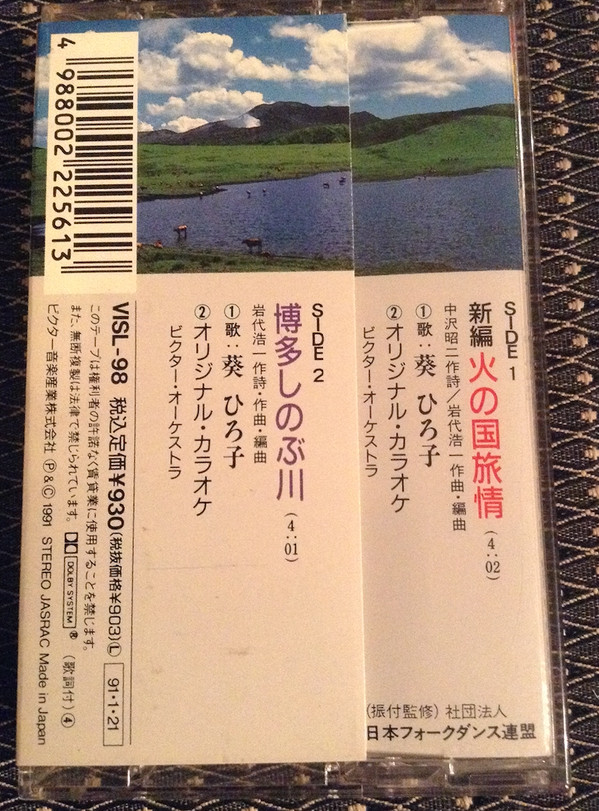 SIDE 1
新編 火の国旅情 (4:02)
中沢昭二作詩/岩代浩一作曲・編曲
①歌:葵 ひろ子
②オリジナル・カラオケ
ビクター・オーケストラ
(振付監修) 社団法人
日本フォークダンス連盟
SIDE 2
博多しのぶ川 (4:01)
岩代浩一作詩・作曲・編曲
①歌:葵 ひろ子
②オリジナル・カラオケ
ビクター・オーケストラ
4 988002 225613
VISL-98 税込定価¥930(税抜価格¥903)Ⓛ 91・1・21
このテープは権利者の許諾なく賃貸業に使用することを禁じます。
また、無断複製は法律で禁じられています。 DOLBY SYSTEM ® (歌詞付)④
ビクター音楽産業株式会社 Ⓟ&© 1991 STEREO JASRAC Made in Japan